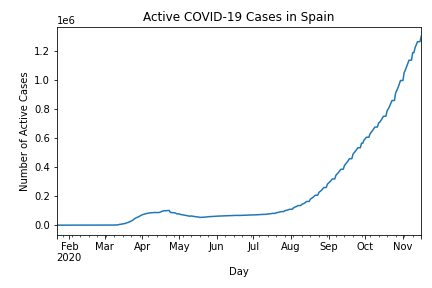 Active COVID-19 Cases in Spain
1e6
Number of Active Cases
1.2
1.0
0.8
0.6
0.4
0.2
0.0
Feb Mar Apr May Jun Jul Aug Sep Oct Nov
2020
Day